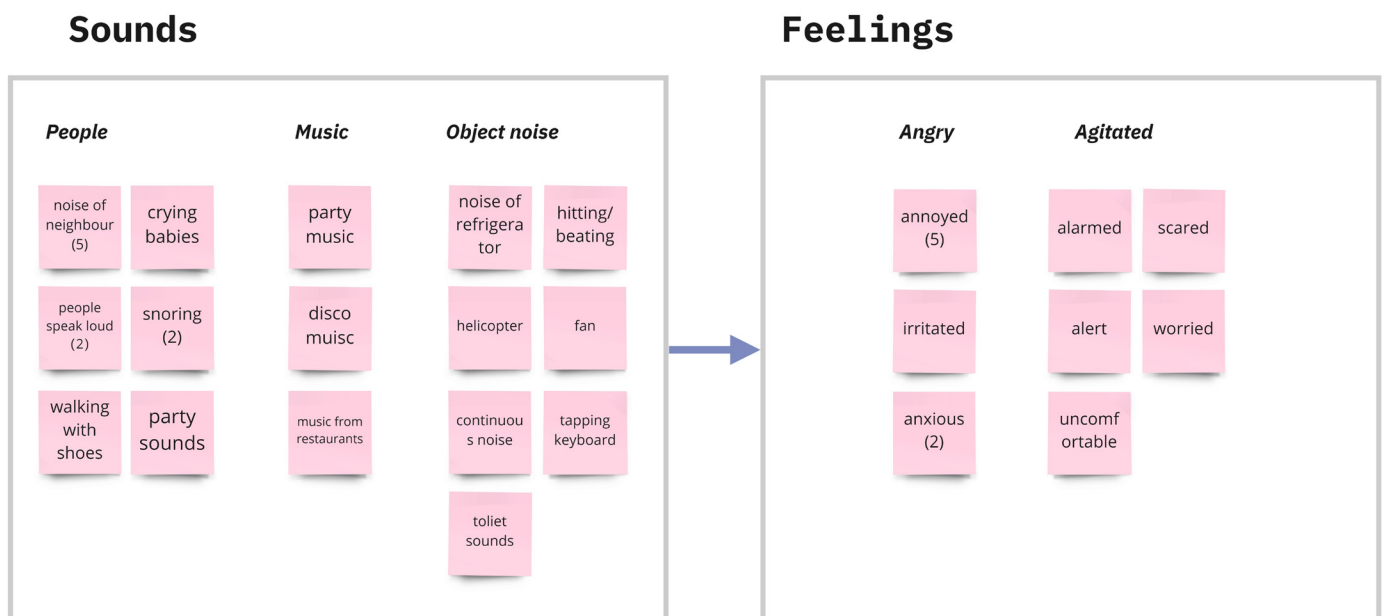 Sounds
People
noise of
neighbour
(5)
crying
babies
people
speak loud
(2)
snoring
(2)
walking
with
shoes
party
sounds
Music
party
music
disco
muisc
music from
restaurants
Object noise
noise of
refrigera
tor
hitting/
beating
helicopter
fan
continuou
s noise
tapping
keyboard
toliet
sounds
Feelings
Angry
annoyed
(5)
irritated
anxious
(2)
Agitated
alarmed
scared
alert
worried
uncomf
ortable